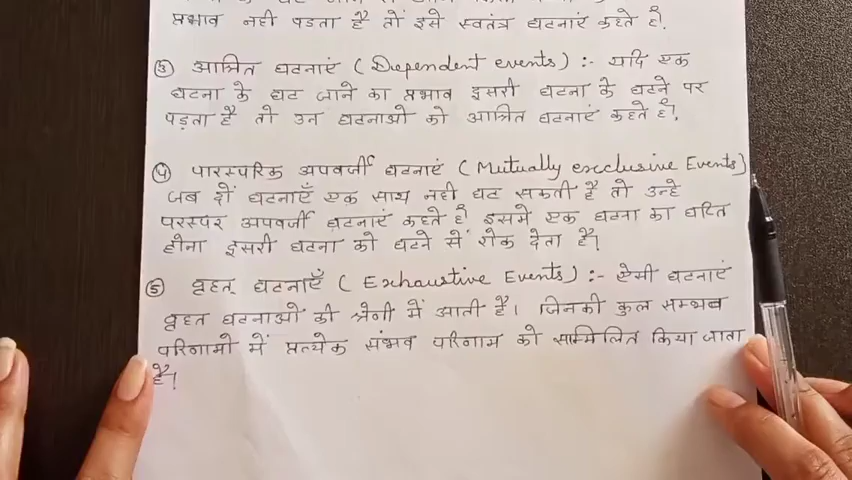 प्रभाव नही पडता है तों इसे स्वतंत्र घटनाएं कहते है.
③ आश्रित घटनाएं (Dependent events) :- यदि एक
घटना के घट जाने का प्रभाव दूसरी घटना के घटने पर
पड़ता है तो उन घटनाओ को आश्रित घटनाएं कहते है।
④ पारस्परिक अपवर्जी घटनाएं (Mutually exclusive Events)
जब दो घटनाएँ एक साथ नही घट सकती है तो उन्हे
परस्पर अपवर्जी घटनाएं कहते है इसमे एक घटना का घटित
होना दूसरी घटना को घटने सें रोक देता है।
⑤ वृहत् घटनाएँ (Exhaustive Events) :- ऐसी घटनाएं
वृहत घटनाओ की श्रेणी में आती है। जिनकी कुल सम्भव
परिणामो में प्रत्येक संभव परिणाम को साम्मिलित किया जाता
है।